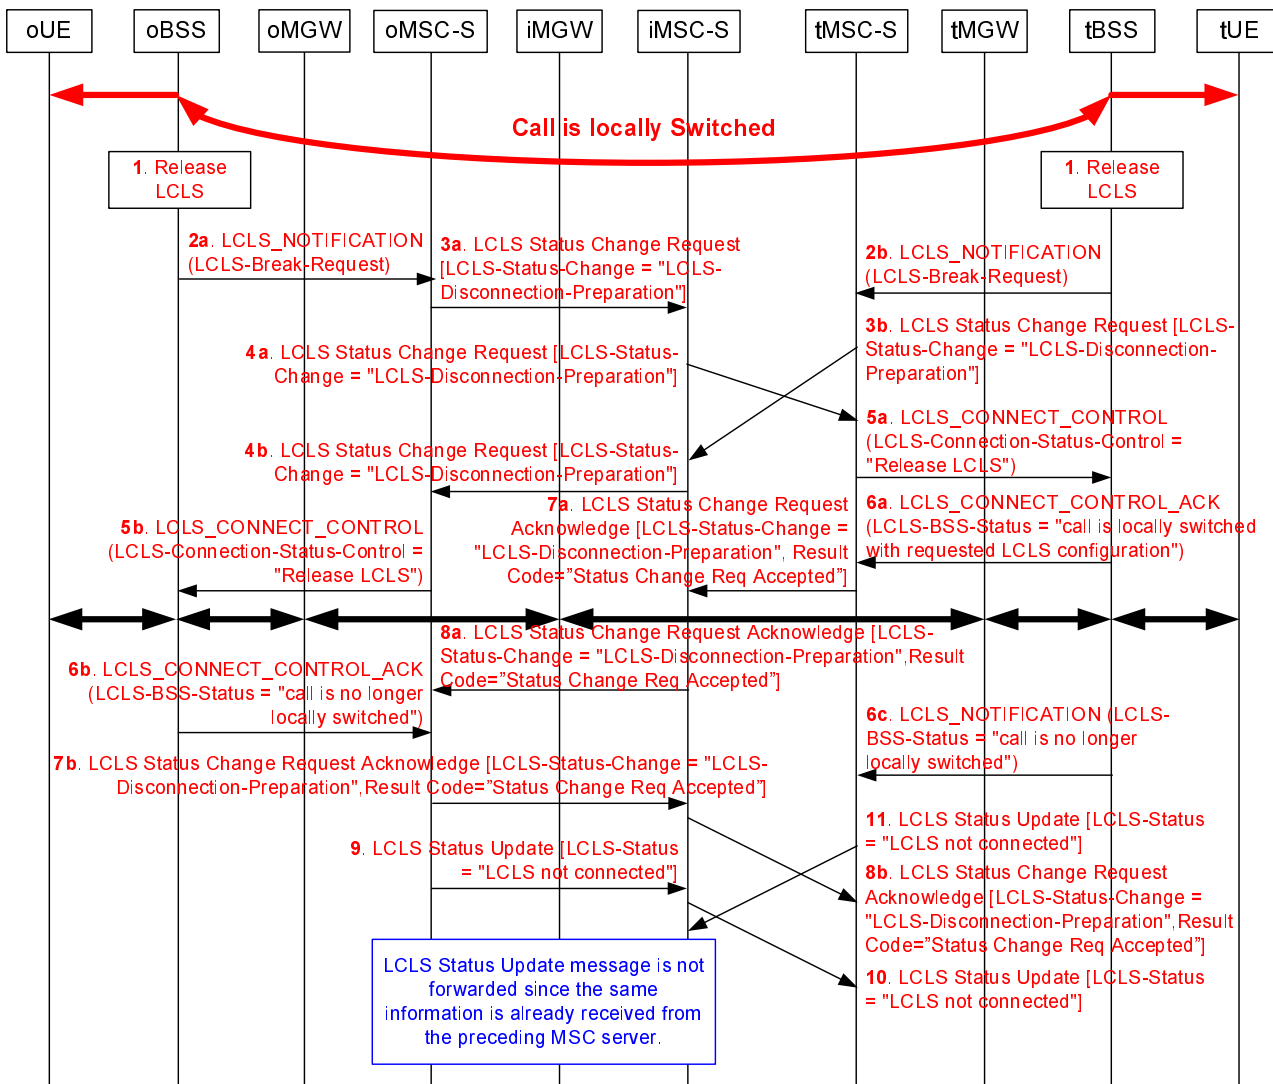 oUE
oBSS
oMGW
oMSC-S
iMGW
iMSC-S
tMSC-S
tMGW
tBSS
tUE
Call is locally Switched
1. Release
LCLS
1. Release
LCLS
2a. LCLS_NOTIFICATION
(LCLS-Break-Request)
3a. LCLS Status Change Request
[LCLS-Status-Change = "LCLS-
Disconnection-Preparation"]
2b. LCLS_NOTIFICATION
(LCLS-Break-Request)
3b. LCLS Status Change Request [LCLS-
Status-Change = "LCLS-Disconnection-
Preparation"]
4a. LCLS Status Change Request [LCLS-Status-
Change = "LCLS-Disconnection-Preparation"]
5a. LCLS_CONNECT_CONTROL
(LCLS-Connection-Status-Control =
"Release LCLS")
4b. LCLS Status Change Request [LCLS-Status-
Change = "LCLS-Disconnection-Preparation"]
7a. LCLS Status Change Request
Acknowledge [LCLS-Status-Change =
"LCLS-Disconnection-Preparation", Result
Code=”Status Change Req Accepted”]
6a. LCLS_CONNECT_CONTROL_ACK
(LCLS-BSS-Status = "call is locally switched
with requested LCLS configuration")
5b. LCLS_CONNECT_CONTROL
(LCLS-Connection-Status-Control =
"Release LCLS")
8a. LCLS Status Change Request Acknowledge [LCLS-
Status-Change = "LCLS-Disconnection-Preparation",Result
Code=”Status Change Req Accepted”]
6b. LCLS_CONNECT_CONTROL_ACK
(LCLS-BSS-Status = "call is no longer
locally switched")
6c. LCLS_NOTIFICATION (LCLS-
BSS-Status = "call is no longer
locally switched")
7b. LCLS Status Change Request Acknowledge [LCLS-Status-Change = "LCLS-
Disconnection-Preparation",Result Code=”Status Change Req Accepted”]
11. LCLS Status Update [LCLS-Status
= "LCLS not connected"]
9. LCLS Status Update [LCLS-Status
= "LCLS not connected"]
8b. LCLS Status Change Request
Acknowledge [LCLS-Status-Change =
"LCLS-Disconnection-Preparation",Result
Code=”Status Change Req Accepted”]
LCLS Status Update message is not
forwarded since the same
information is already received from
the preceding MSC server.
10. LCLS Status Update [LCLS-Status
= "LCLS not connected"]